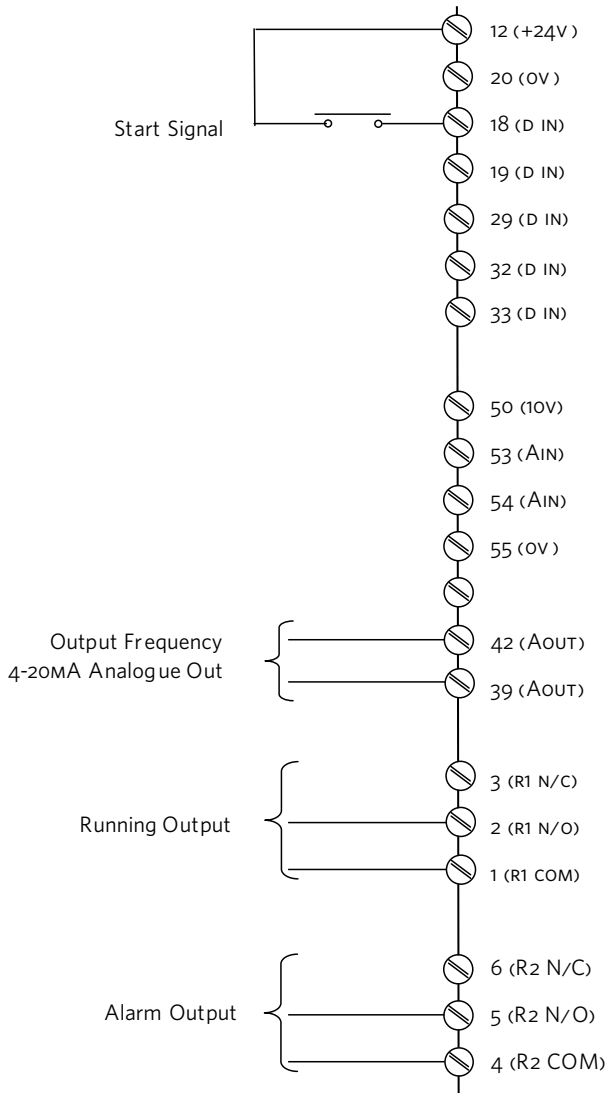 12 (+24V)
20 (0V)
Start Signal
18 (D IN)
19 (D IN)
29 (D IN)
32 (D IN)
33 (D IN)
50 (10V)
53 (AIN)
54 (AIN)
55 (0V)
Output Frequency
4-20MA Analogue Out
42 (AOUT)
39 (AOUT)
3 (R1 N/C)
Running Output
2 (R1 N/O)
1 (R1 COM)
6 (R2 N/C)
Alarm Output
5 (R2 N/O)
4 (R2 COM)